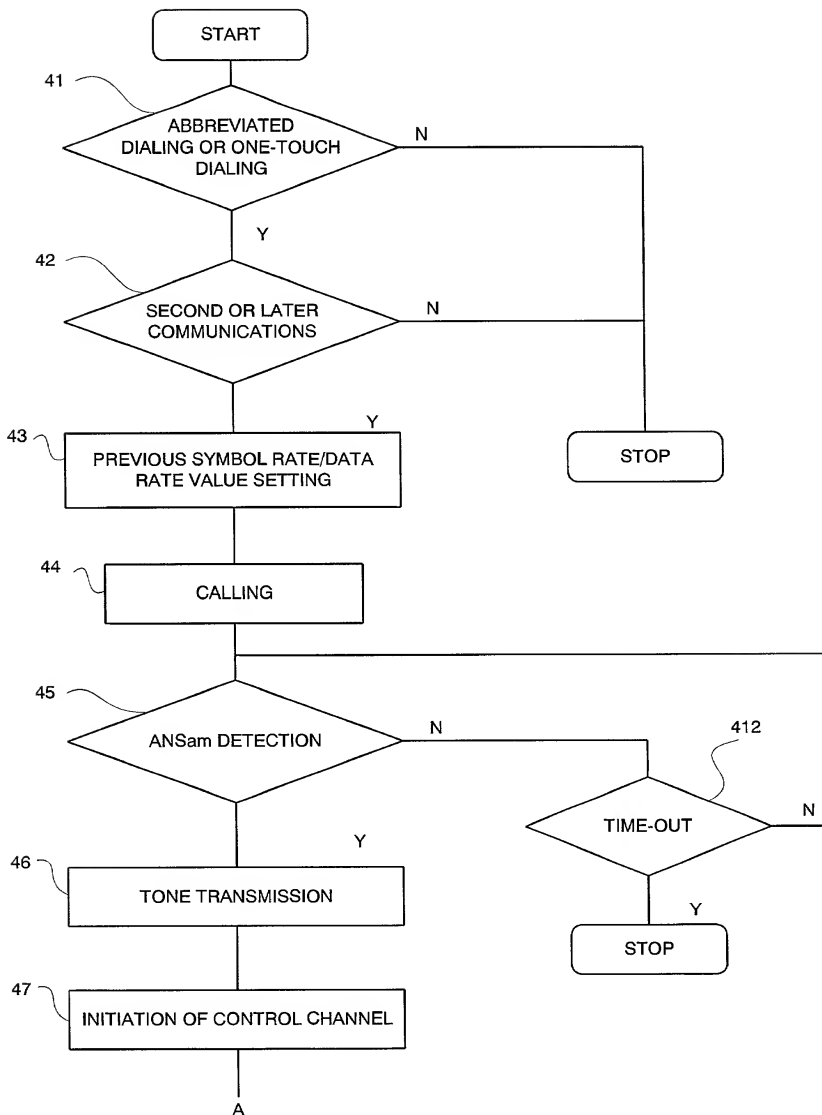 START
41
ABBREVIATED
DIALING OR ONE-TOUCH
DIALING
N
Y
42
SECOND OR LATER
COMMUNICATIONS
N
Y
43
PREVIOUS SYMBOL RATE/DATA
RATE VALUE SETTING
STOP
44
CALLING
45
ANSam DETECTION
N
412
TIME-OUT
N
Y
46
TONE TRANSMISSION
Y
STOP
47
INITIATION OF CONTROL CHANNEL
A